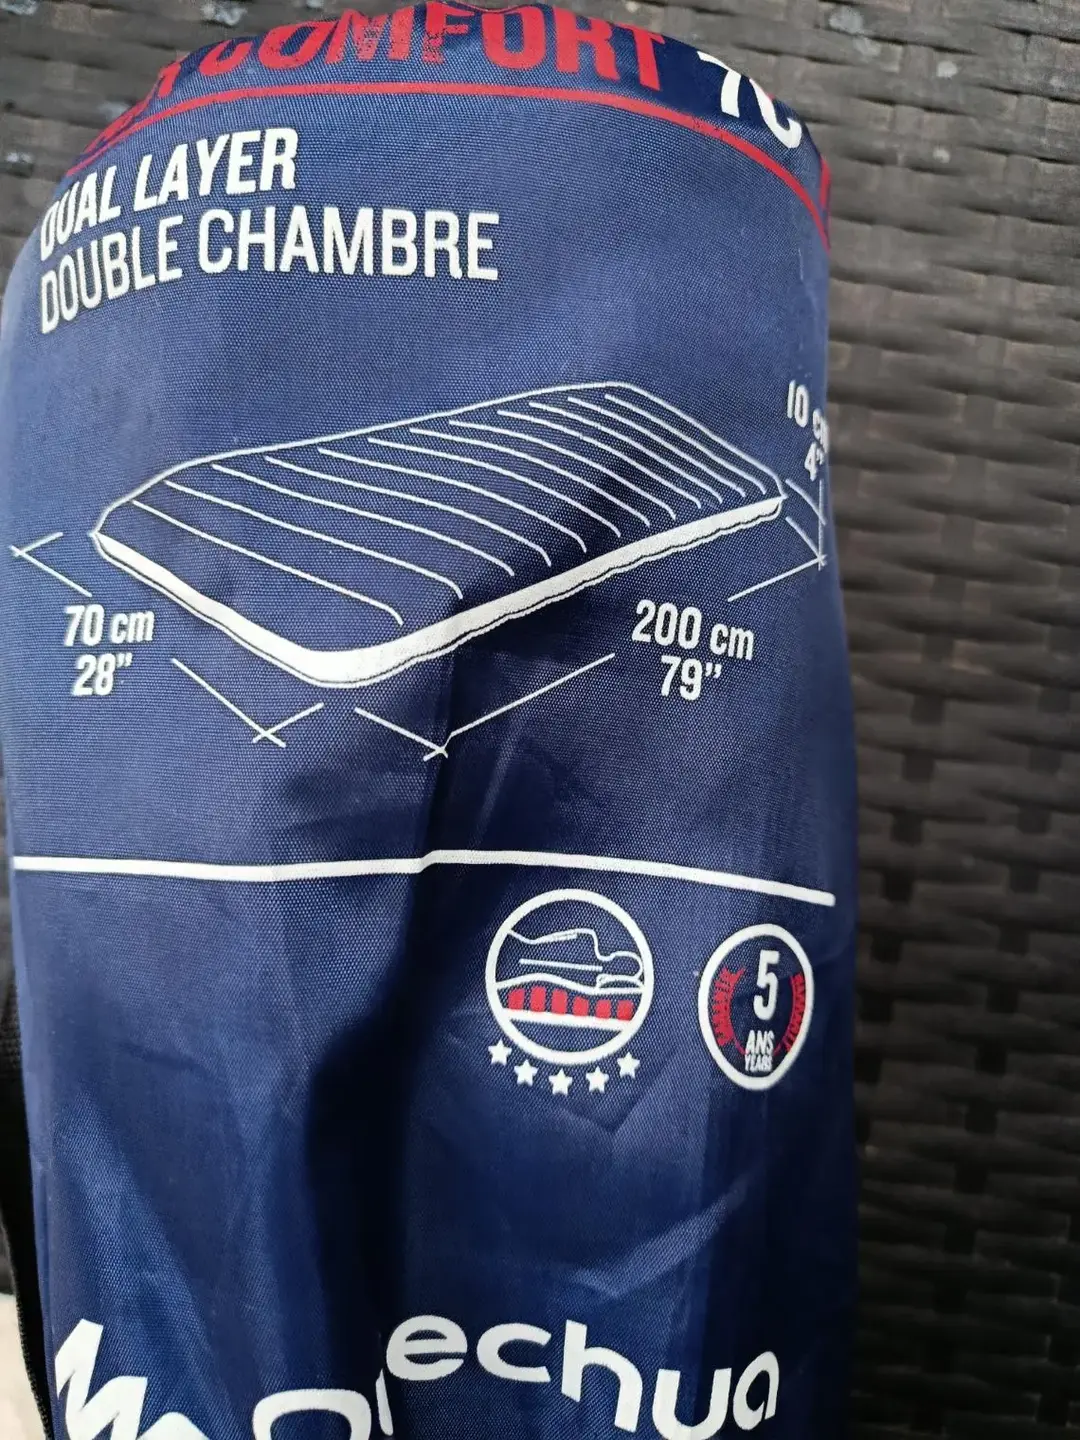 COMFORT 70
DUAL LAYER
DOUBLE CHAMBRE
10 cm
4"
70 cm
28"
200 cm
79"
5
ANS
YEARS
echua